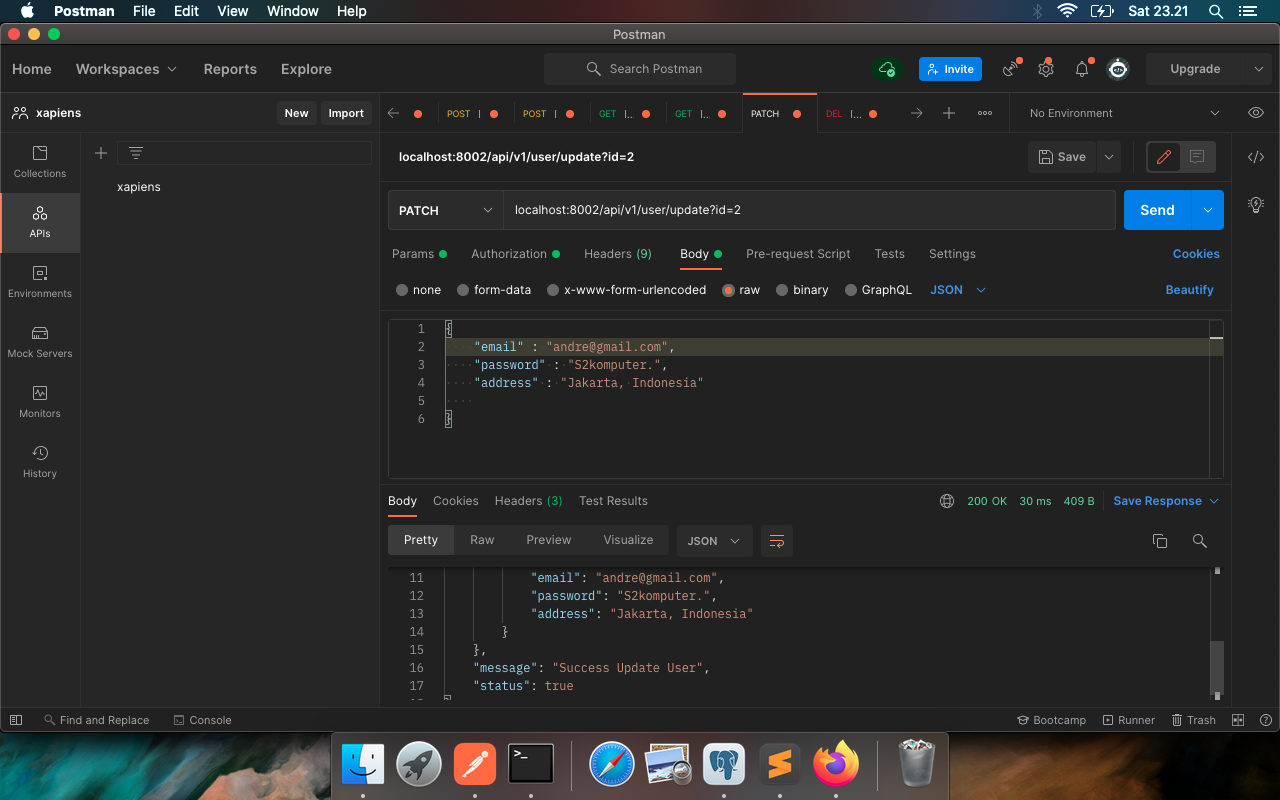 Postman File Edit View Window Help Sat 23.21
Postman
Home Workspaces Reports Explore Search Postman Invite Upgrade
xapiens New Import POST POST GET I.. GET I.. PATCH DEL I... No Environment
Collections
xapiens
APIs
Environments
Mock Servers
Monitors
History
localhost:8002/api/v1/user/update?id=2 Save
PATCH localhost:8002/api/v1/user/update?id=2 Send
Params Authorization Headers (9) Body Pre-request Script Tests Settings Cookies
none form-data x-www-form-urlencoded raw binary GraphQL JSON Beautify
1 {
2 "email" : "andre@gmail.com",
3 "password" : "S2komputer.",
4 "address" : "Jakarta, Indonesia"
5
6 }
Body Cookies Headers (3) Test Results 200 OK 30 ms 409 B Save Response
Pretty Raw Preview Visualize JSON
11 "email": "andre@gmail.com",
12 "password": "S2komputer.",
13 "address": "Jakarta, Indonesia"
14 }
15 },
16 "message": "Success Update User",
17 "status": true
Find and Replace Console Bootcamp Runner Trash